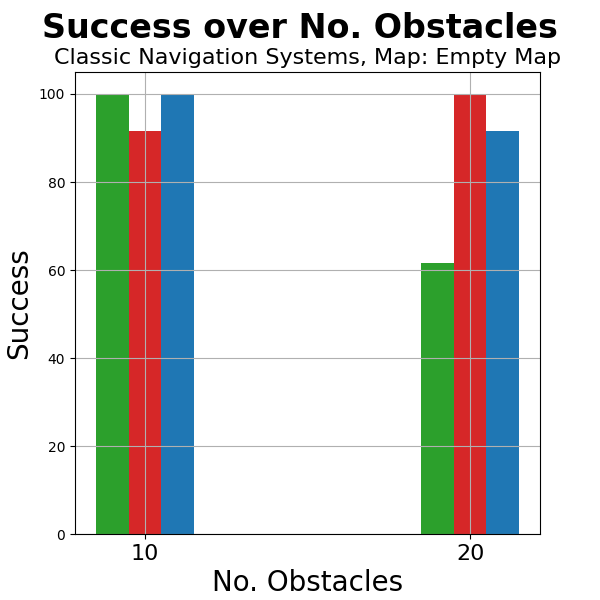 Success over No. Obstacles
Classic Navigation Systems, Map: Empty Map
100
80
60
40
20
0
Success
10
20
No. Obstacles